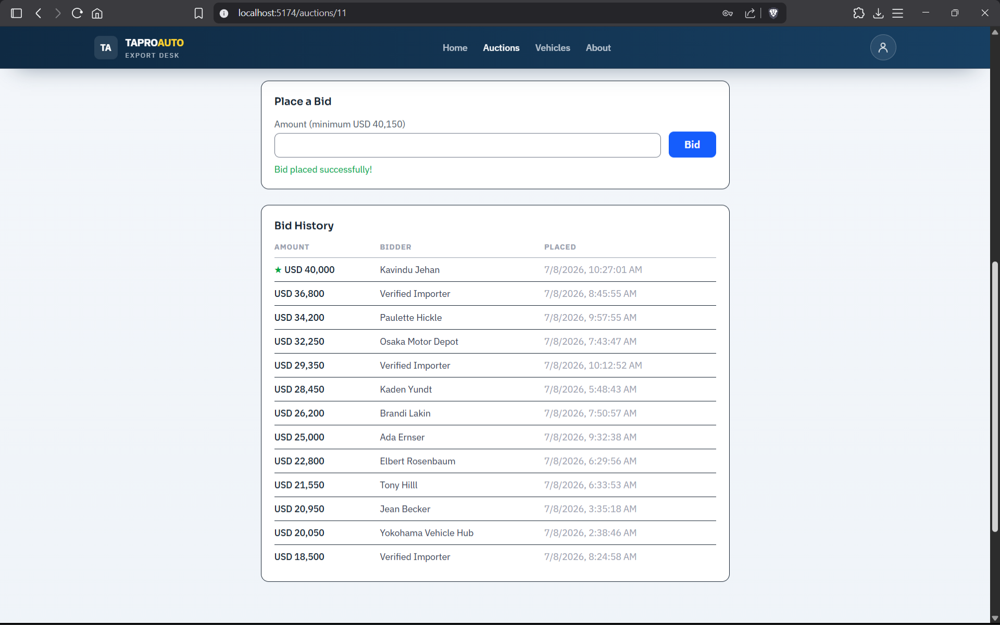 localhost:5174/auctions/11
TA
TAPROAUTO
EXPORT DESK
Home Auctions Vehicles About
Place a Bid
Amount (minimum USD 40,150)
Bid
Bid placed successfully!
Bid History
AMOUNT BIDDER PLACED
★ USD 40,000 Kavindu Jehan 7/8/2026, 10:27:01 AM
USD 36,800 Verified Importer 7/8/2026, 8:45:55 AM
USD 34,200 Paulette Hickle 7/8/2026, 9:57:55 AM
USD 32,250 Osaka Motor Depot 7/8/2026, 7:43:47 AM
USD 29,350 Verified Importer 7/8/2026, 10:12:52 AM
USD 28,450 Kaden Yundt 7/8/2026, 5:48:43 AM
USD 26,200 Brandi Lakin 7/8/2026, 7:50:57 AM
USD 25,000 Ada Ernser 7/8/2026, 9:32:38 AM
USD 22,800 Elbert Rosenbaum 7/8/2026, 6:29:56 AM
USD 21,550 Tony Hilll 7/8/2026, 6:33:53 AM
USD 20,950 Jean Becker 7/8/2026, 3:35:18 AM
USD 20,050 Yokohama Vehicle Hub 7/8/2026, 2:38:46 AM
USD 18,500 Verified Importer 7/8/2026, 8:24:58 AM